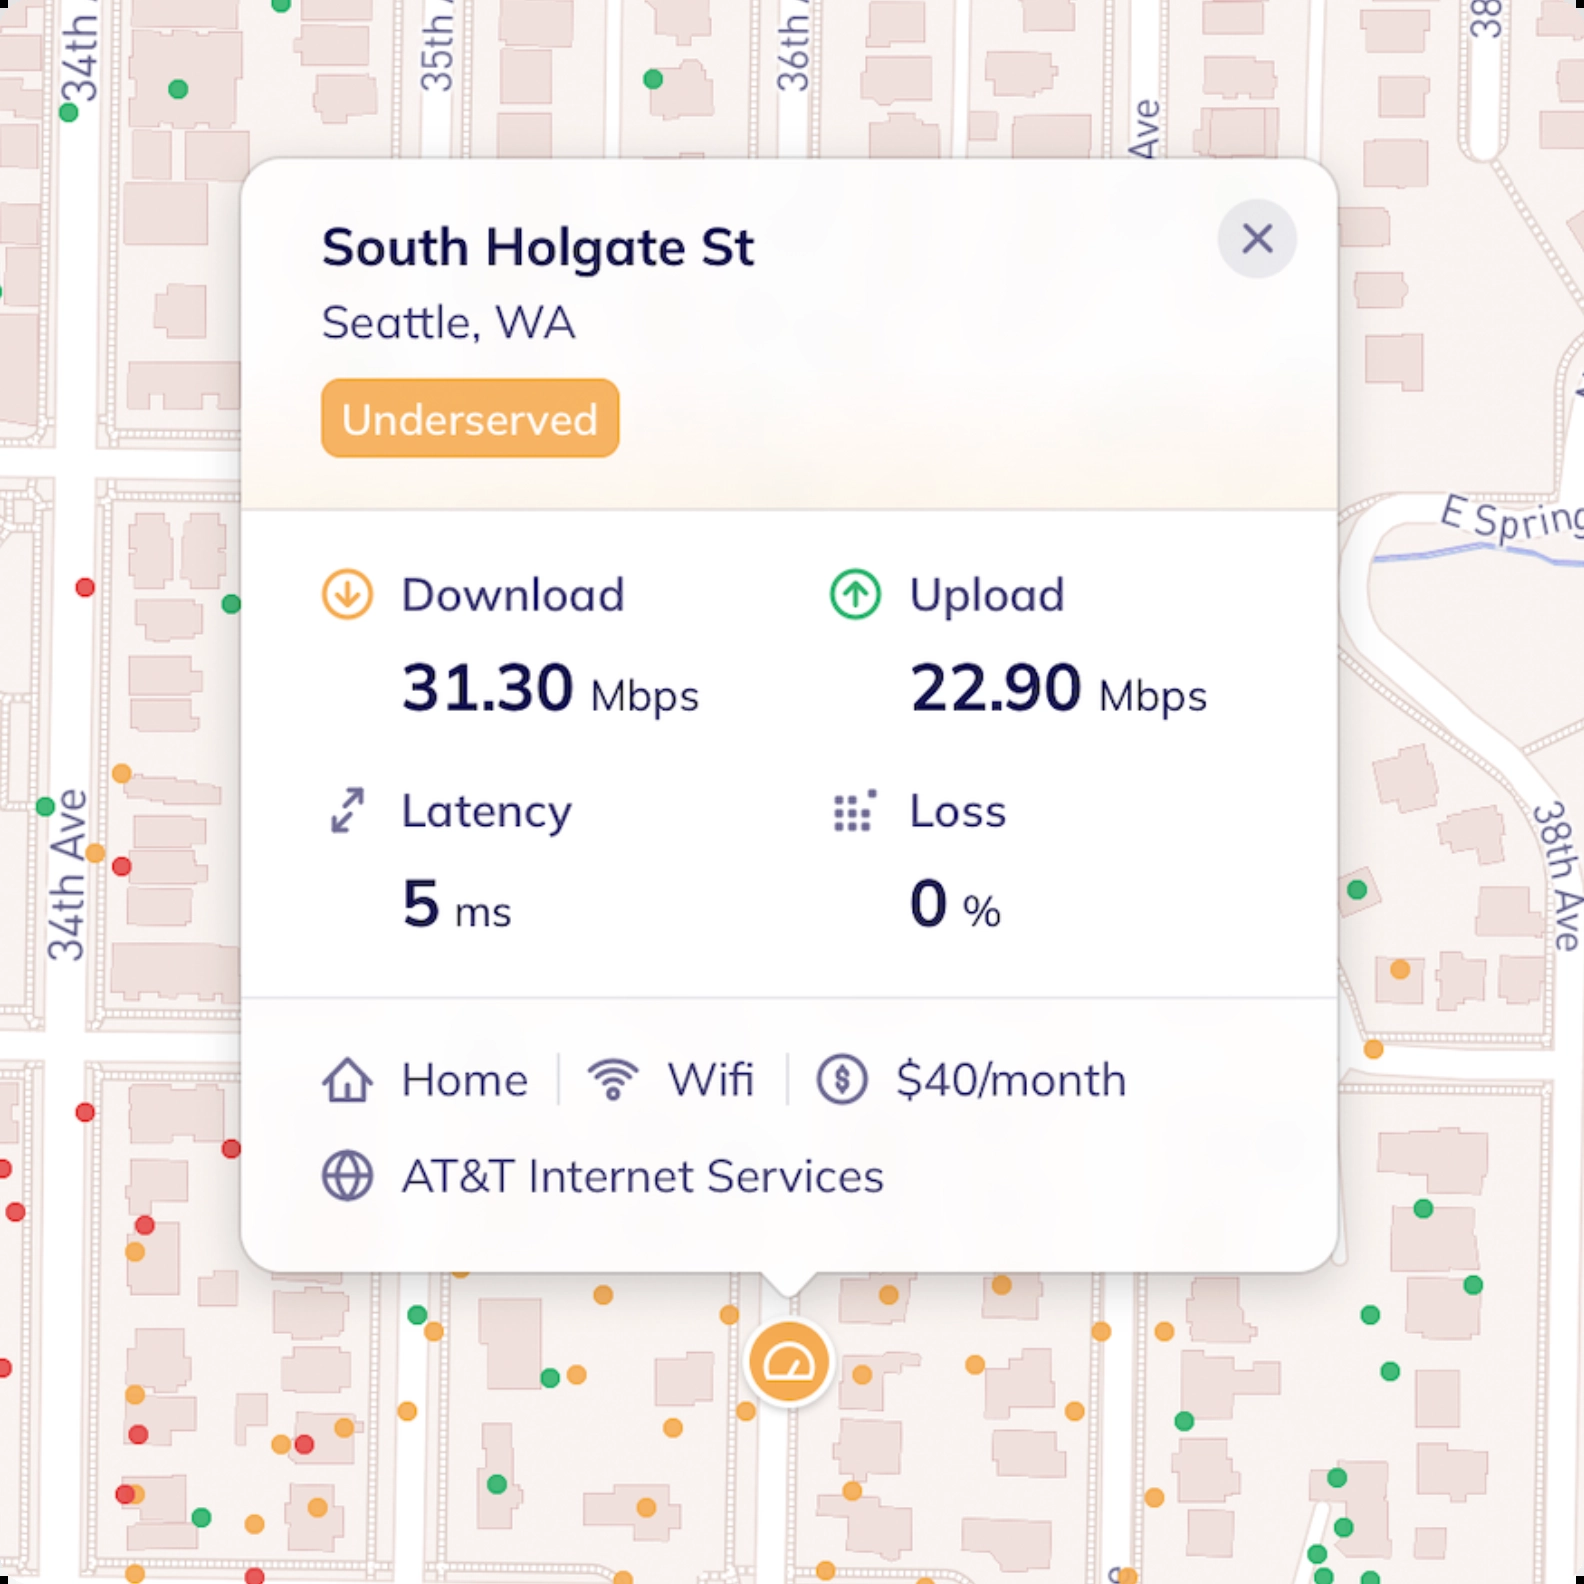 34th
35th
36th
38
Ave
South Holgate St
Seattle, WA
Underserved
E Spring
Download
31.30 Mbps
Upload
22.90 Mbps
Latency
5 ms
Loss
0 %
34th Ave
38th Ave
Home
Wifi
$40/month
AT&T Internet Services